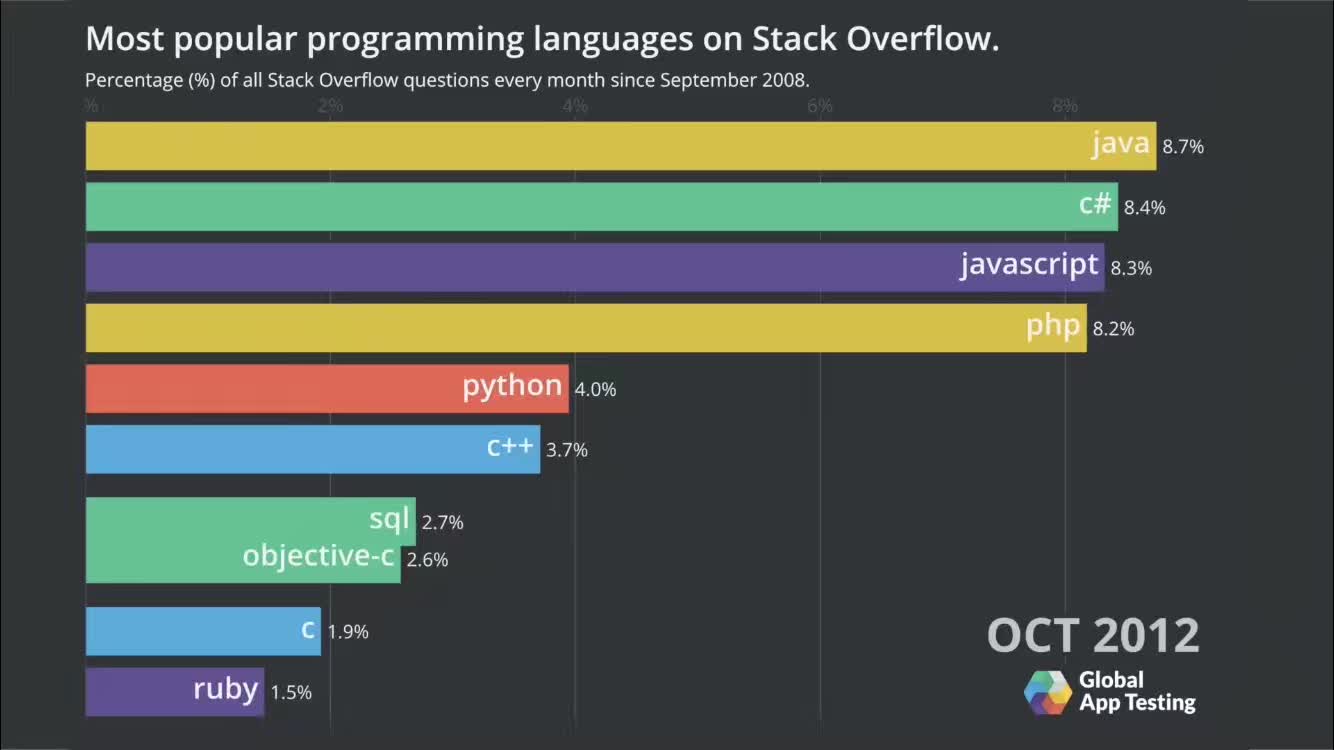 Most popular programming languages on Stack Overflow.
Percentage (%) of all Stack Overflow questions every month since September 2008.
% 2% 4% 6% 8%
java 8.7%
c# 8.4%
javascript 8.3%
php 8.2%
python 4.0%
c++ 3.7%
sql 2.7%
objective-c 2.6%
c 1.9%
ruby 1.5%
OCT 2012
Global
App Testing